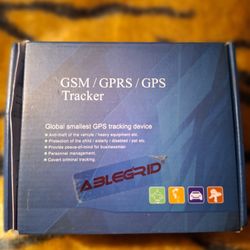 GSM / GPRS / GPS
Tracker
Global smallest GPS tracking device
Anti-theft of the vehicle / heavy equipment etc.
Protection of the child / elderly / disabled / pet etc.
Provide peace-of-mind for businessman
Personnel management.
Covert criminal tracking.
ABLEGRID